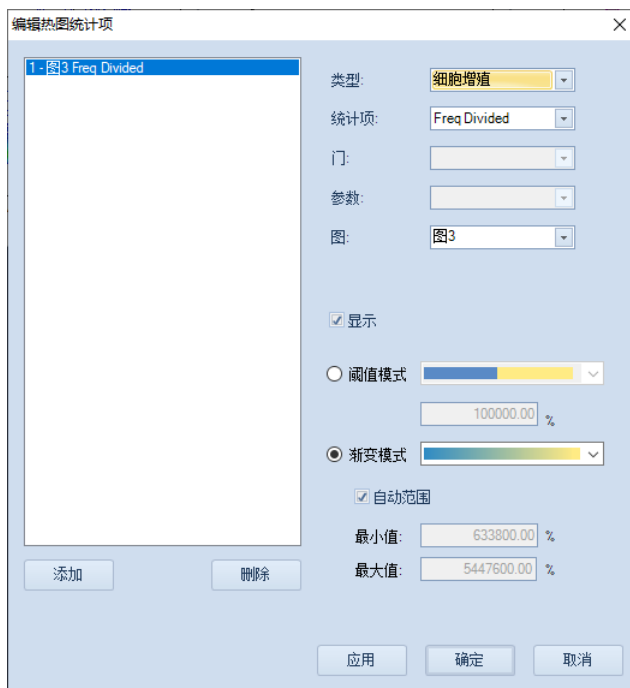 编辑热图统计项
1 - 图3 Freq Divided
类型: 细胞增殖
统计项: Freq Divided
门:
参数:
图: 图3
显示
阈值模式
100000.00 %
渐变模式
自动范围
最小值: 633800.00 %
最大值: 5447600.00 %
添加 删除
应用 确定 取消